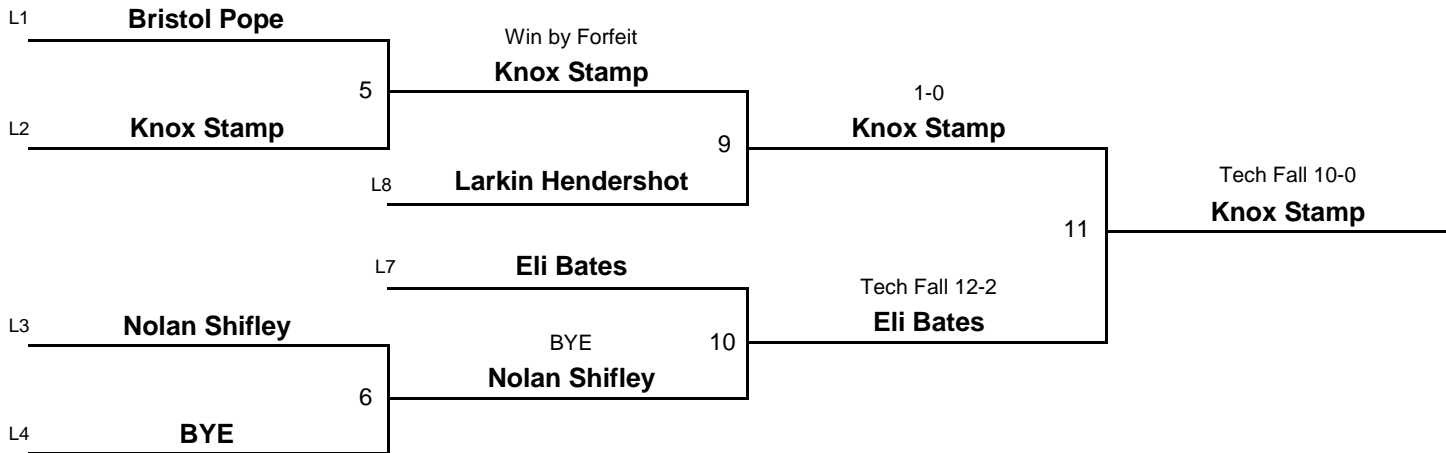 L1 Bristol Pope
Win by Forfeit
Knox Stamp
5
1-0
L2 Knox Stamp
Knox Stamp
9
Tech Fall 10-0
L8 Larkin Hendershot
Knox Stamp
11
L7 Eli Bates
Tech Fall 12-2
L3 Nolan Shifley
Eli Bates
BYE
10
Nolan Shifley
6
L4 BYE